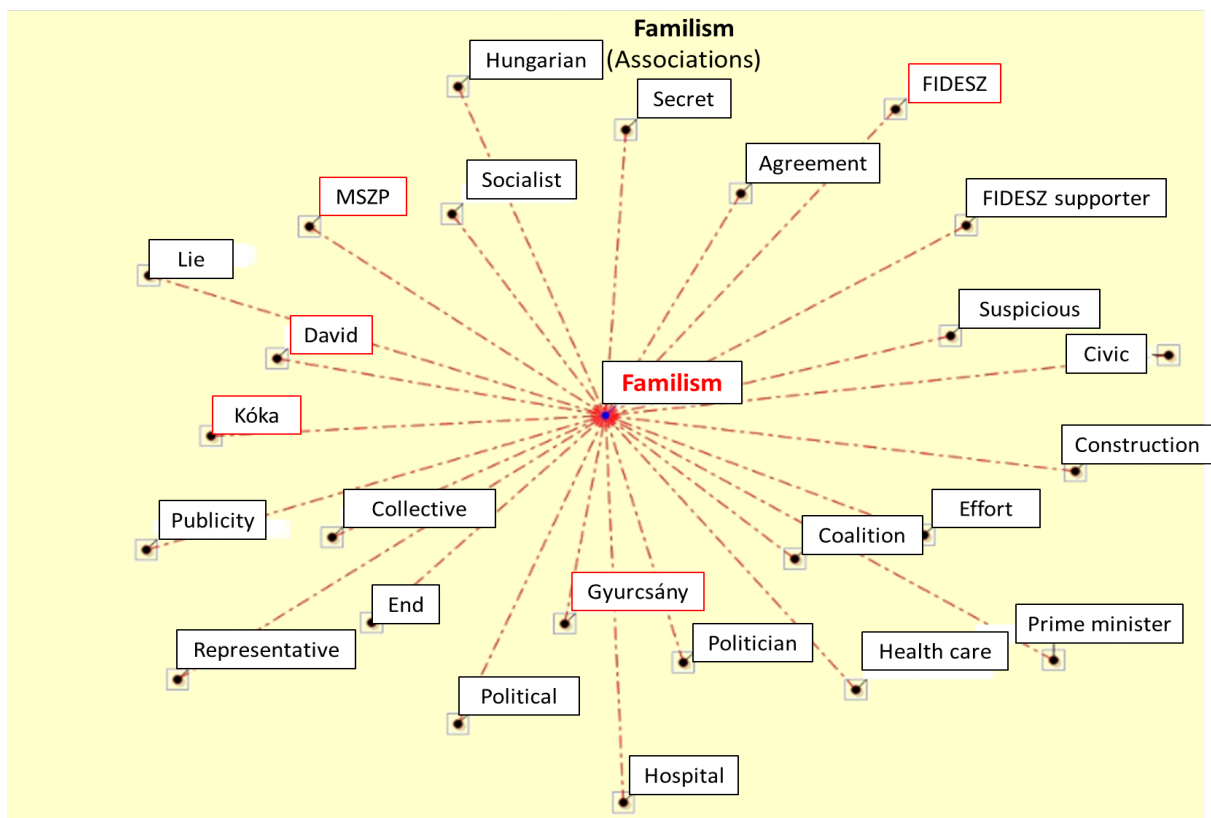 Familism
(Associations)
Hungarian
FIDESZ
Secret
Agreement
Socialist
MSZP
FIDESZ supporter
Lie
Suspicious
David
Civic
Familism
Kóka
Construction
Collective
Effort
Publicity
Coalition
Gyurcsány
End
Prime minister
Politician
Representative
Health care
Political
Hospital